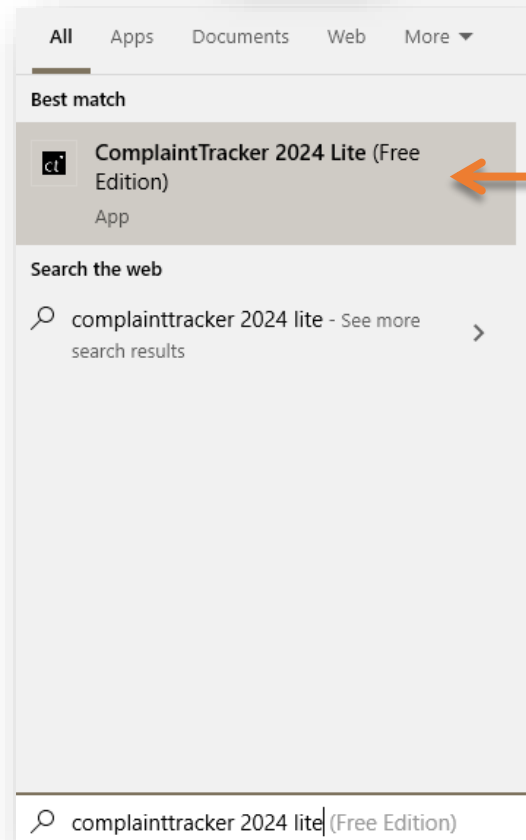 All Apps Documents Web More
Best match
ct
ComplaintTracker 2024 Lite (Free
Edition)
App
Search the web
complainttracker 2024 lite - See more
search results
complainttracker 2024 lite (Free Edition)